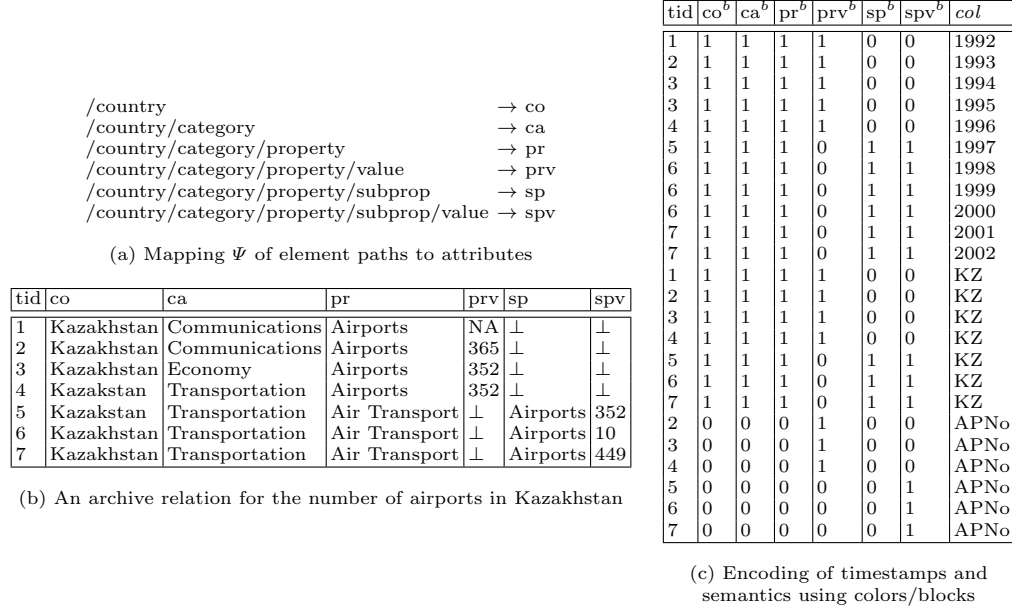 /country → co
/country/category → ca
/country/category/property → pr
/country/category/property/value → prv
/country/category/property/subprop → sp
/country/category/property/subprop/value → spv
(a) Mapping Ψ of element paths to attributes
tid co ca pr prv sp spv
1 Kazakhstan Communications Airports NA ⊥ ⊥
2 Kazakhstan Communications Airports 365 ⊥ ⊥
3 Kazakhstan Economy Airports 352 ⊥ ⊥
4 Kazakstan Transportation Airports 352 ⊥ ⊥
5 Kazakstan Transportation Air Transport ⊥ Airports 352
6 Kazakhstan Transportation Air Transport ⊥ Airports 10
7 Kazakhstan Transportation Air Transport ⊥ Airports 449
(b) An archive relation for the number of airports in Kazakhstan
tid co^b ca^b pr^b prv^b sp^b spv^b col
1 1 1 1 1 0 0 1992
2 1 1 1 1 0 0 1993
3 1 1 1 1 0 0 1994
3 1 1 1 1 0 0 1995
4 1 1 1 1 0 0 1996
5 1 1 1 0 1 1 1997
6 1 1 1 0 1 1 1998
6 1 1 1 0 1 1 1999
6 1 1 1 0 1 1 2000
7 1 1 1 0 1 1 2001
7 1 1 1 0 1 1 2002
1 1 1 1 1 0 0 KZ
2 1 1 1 1 0 0 KZ
3 1 1 1 1 0 0 KZ
4 1 1 1 1 0 0 KZ
5 1 1 1 0 1 1 KZ
6 1 1 1 0 1 1 KZ
7 1 1 1 0 1 1 KZ
2 0 0 0 1 0 0 APNo
3 0 0 0 1 0 0 APNo
4 0 0 0 1 0 0 APNo
5 0 0 0 0 0 1 APNo
6 0 0 0 0 0 1 APNo
7 0 0 0 0 0 1 APNo
(c) Encoding of timestamps and
semantics using colors/blocks